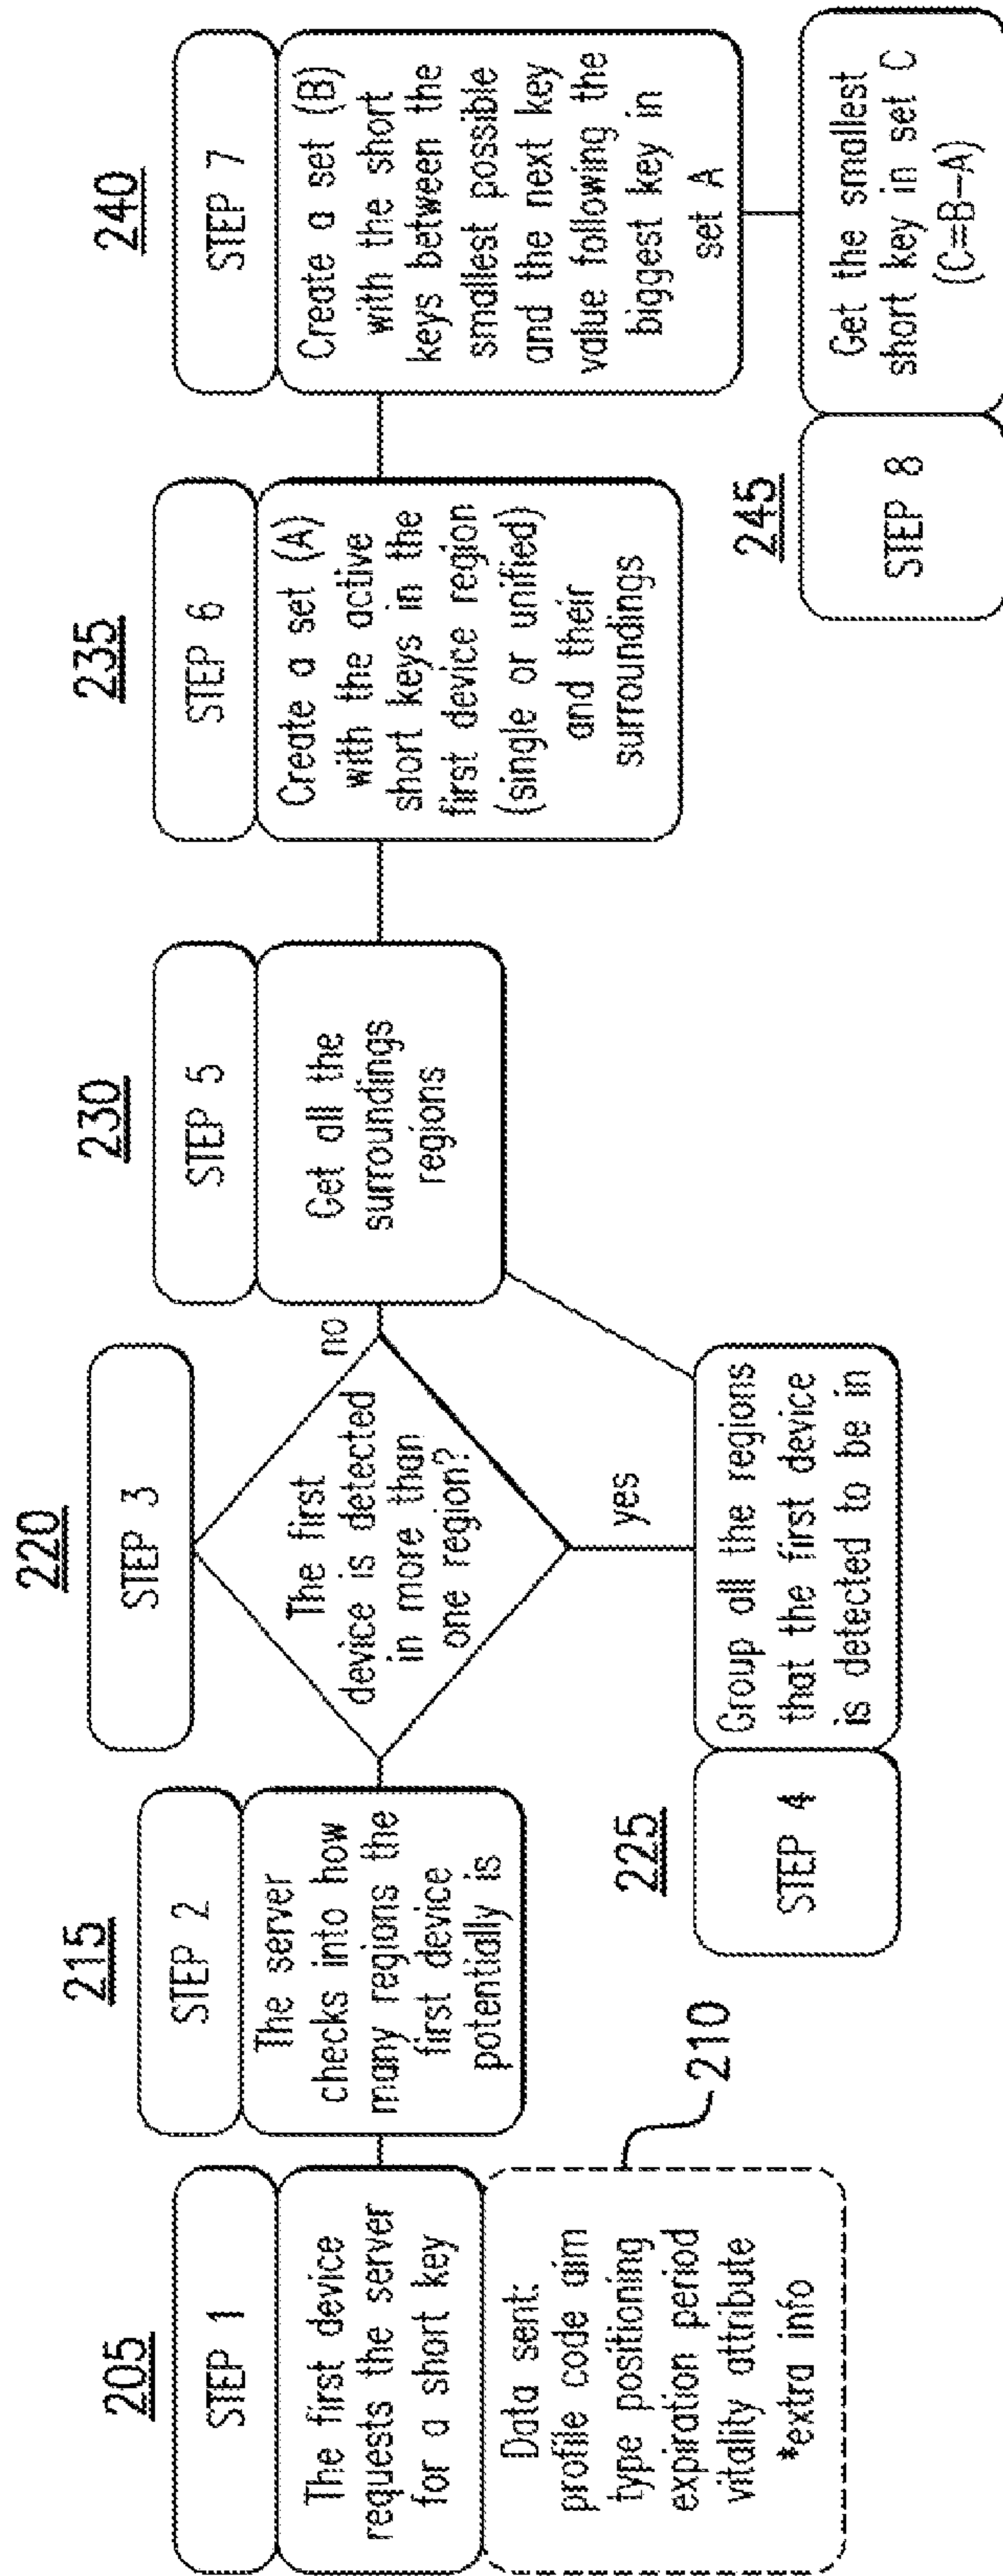 205
STEP 1
The first device
requests the server
for a short key
Data sent:
profile code aim
type positioning
expiration period
vitality attribute
*extra info
210
215
STEP 2
The server
checks into how
many regions the
first device
potentially is
220
STEP 3
The first
device is detected
in more than
one region?
no
yes
225
STEP 4
Group all the regions
that the first device
is detected to be in
230
STEP 5
Get all the
surroundings
regions
235
STEP 6
Create a set (A)
with the active
short keys in the
first device region
(single or unified)
and their
surroundings
240
STEP 7
Create a set (B)
with the short
keys between the
smallest possible
and the next key
value following the
biggest key in
set A
245
STEP 8
Get the smallest
short key in set C
(C=B–A)